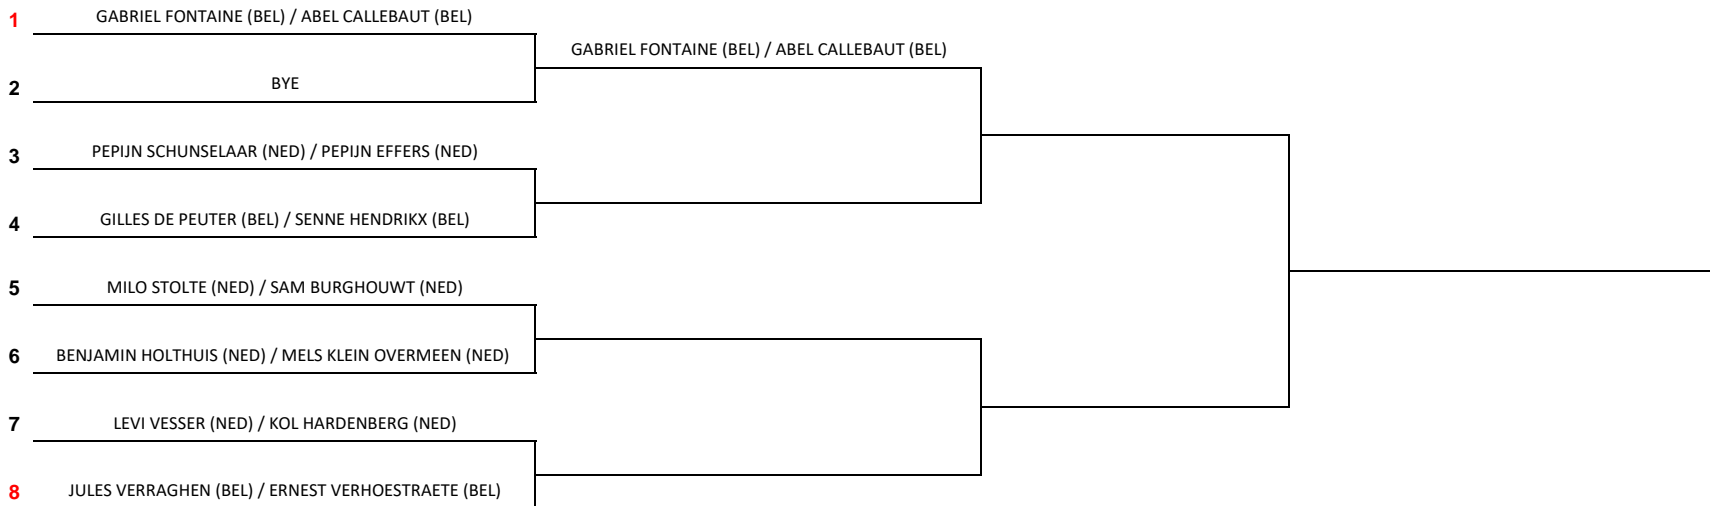 1 GABRIEL FONTAINE (BEL) / ABEL CALLEBAUT (BEL)
GABRIEL FONTAINE (BEL) / ABEL CALLEBAUT (BEL)
2 BYE
3 PEPIJN SCHUNSELAAR (NED) / PEPIJN EFFERS (NED)
4 GILLES DE PEUTER (BEL) / SENNE HENDRIKX (BEL)
5 MILO STOLTE (NED) / SAM BURGHOUWT (NED)
6 BENJAMIN HOLTHUIS (NED) / MELS KLEIN OVERMEEN (NED)
7 LEVI VESSER (NED) / KOL HARDENBERG (NED)
8 JULES VERRAGHEN (BEL) / ERNEST VERHOESTRAETE (BEL)